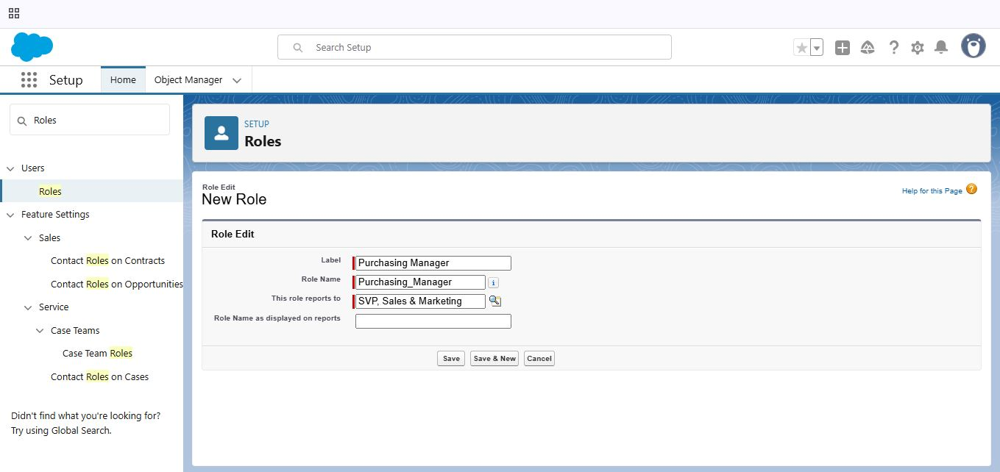 Search Setup
Setup
Home
Object Manager
Roles
Users
Roles
Feature Settings
Sales
Contact Roles on Contracts
Contact Roles on Opportunities
Service
Case Teams
Case Team Roles
Contact Roles on Cases
Didn't find what you're looking for?
Try using Global Search.
SETUP
Roles
Role Edit
New Role
Help for this Page ?
Role Edit
Label Purchasing Manager
Role Name Purchasing_Manager i
This role reports to SVP, Sales & Marketing
Role Name as displayed on reports
Save Save & New Cancel